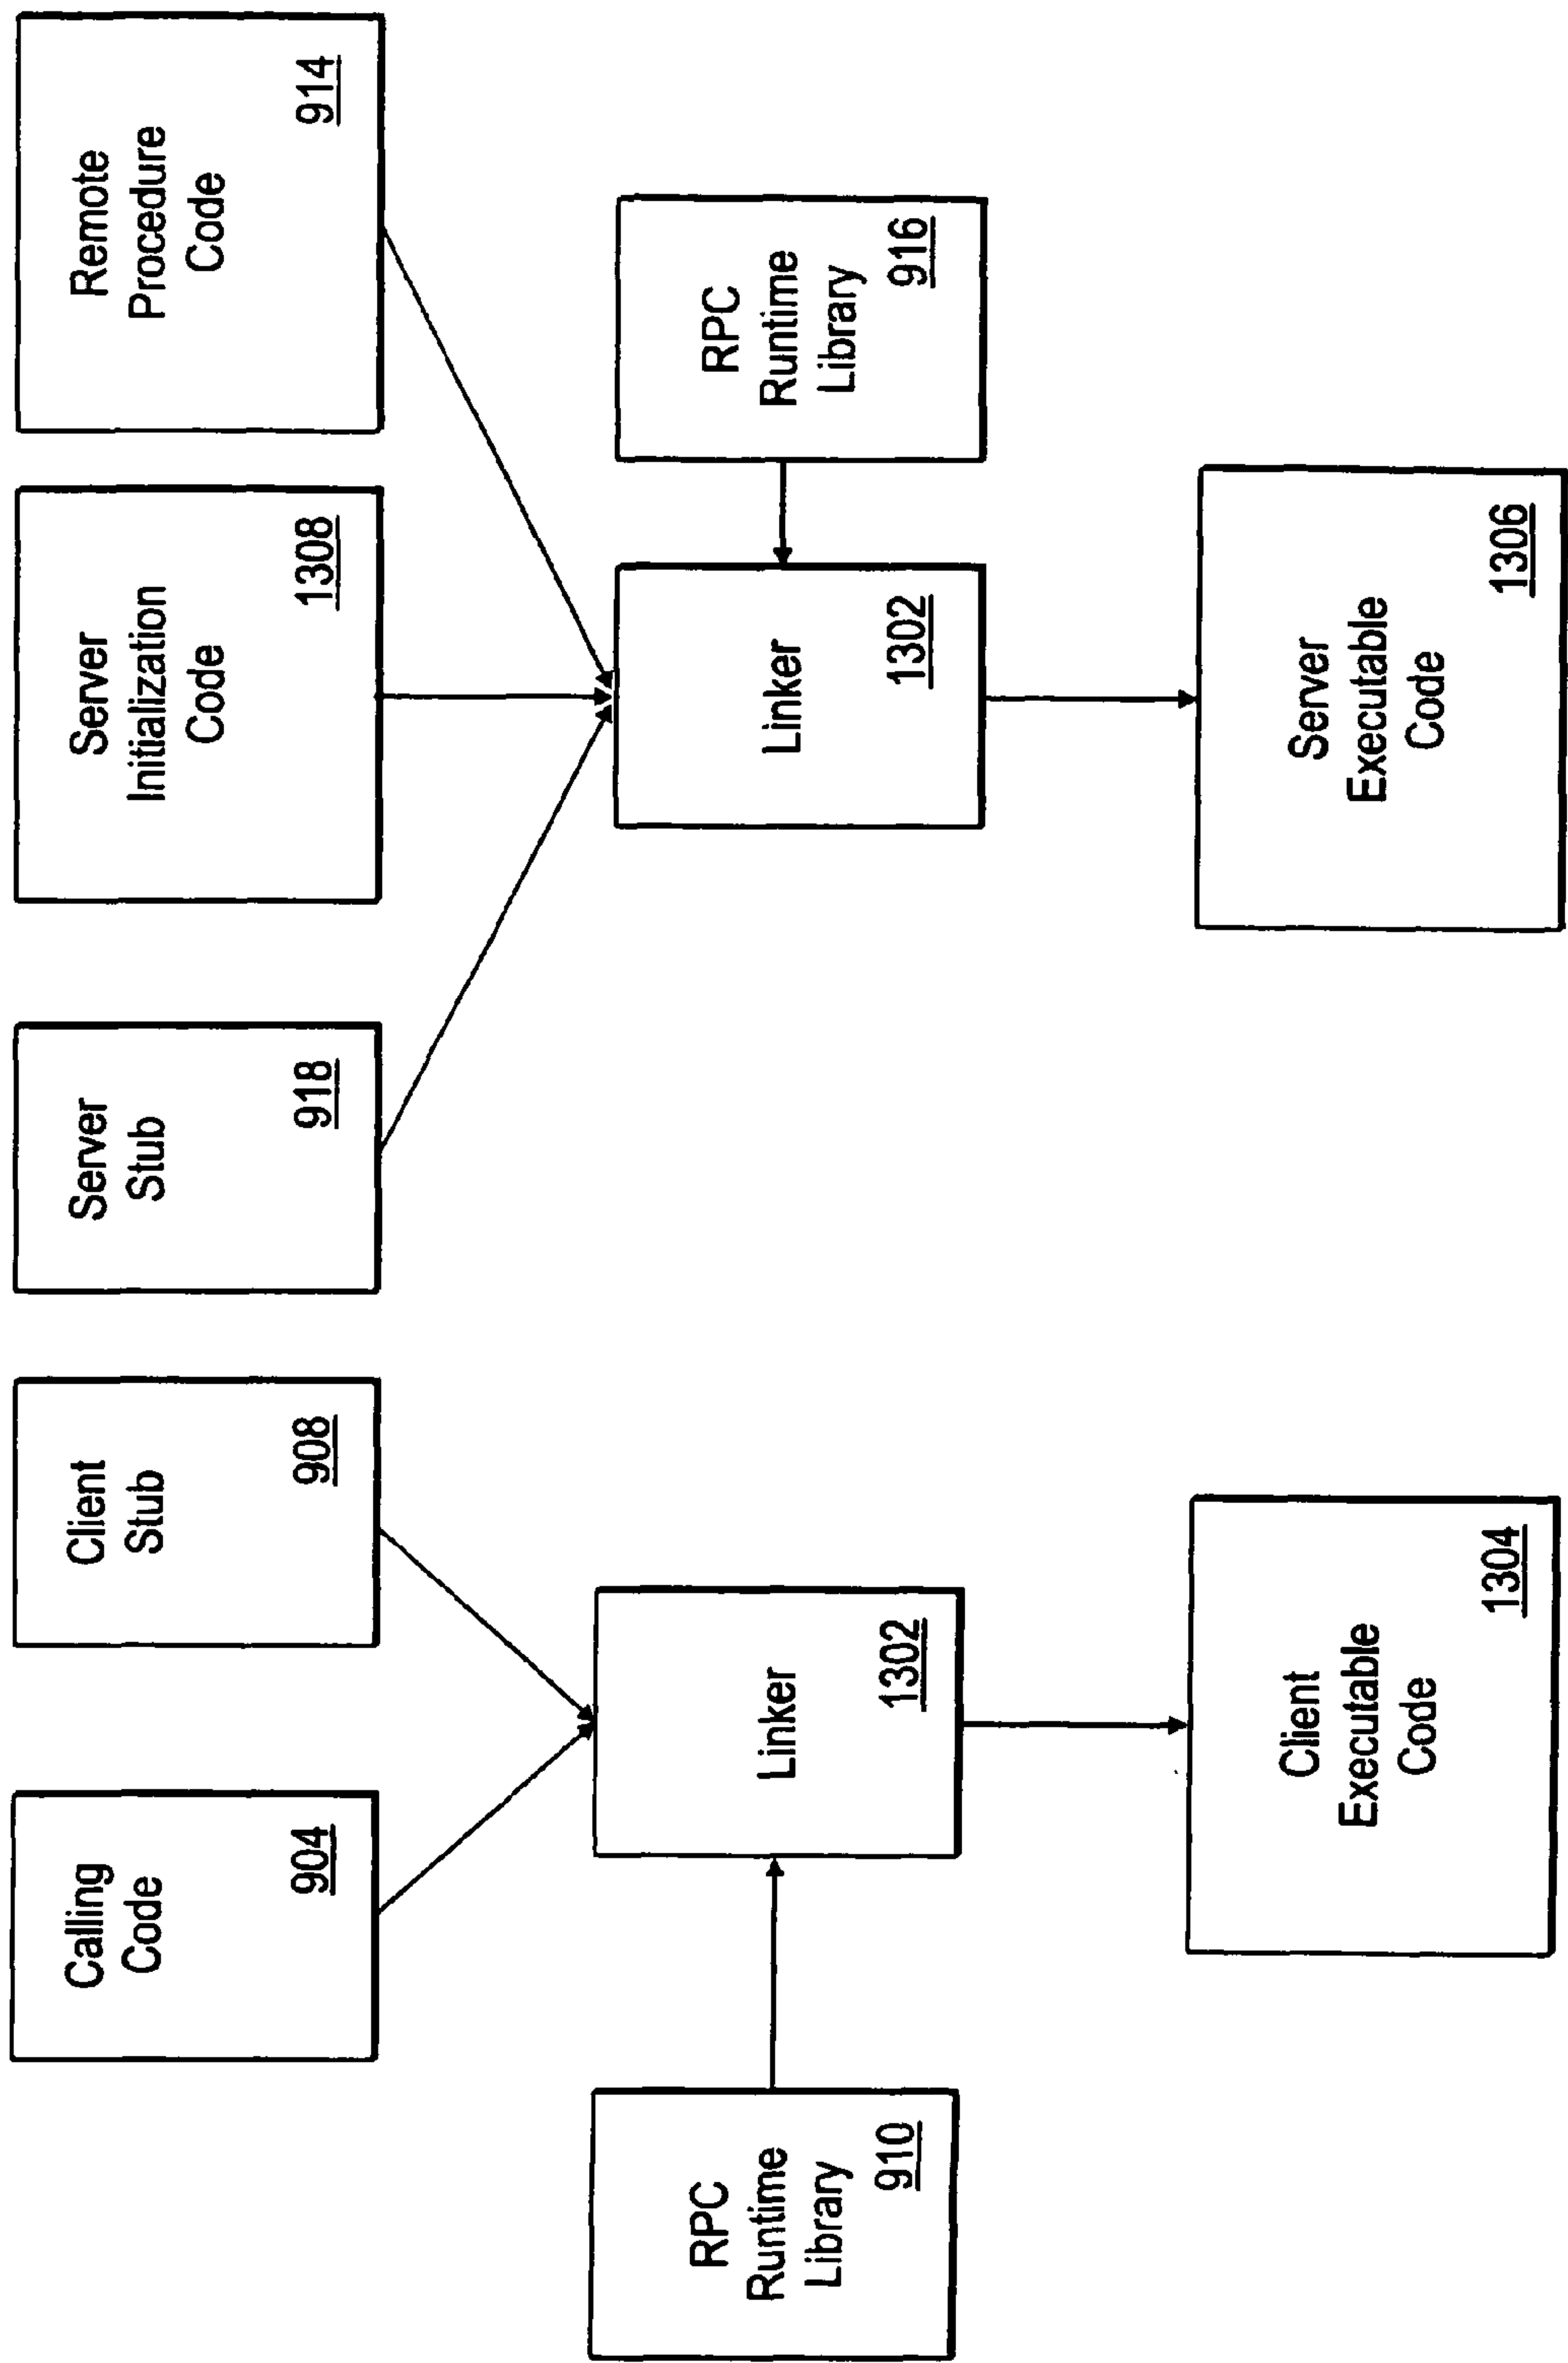 Calling
Code
904
Client
Stub
908
Server
Stub
918
Server
Initialization
Code
1308
Remote
Procedure
Code
914
RPC
Runtime
Library
910
Linker
1302
Linker
1302
RPC
Runtime
Library
916
Client
Executable
Code
1304
Server
Executable
Code
1306